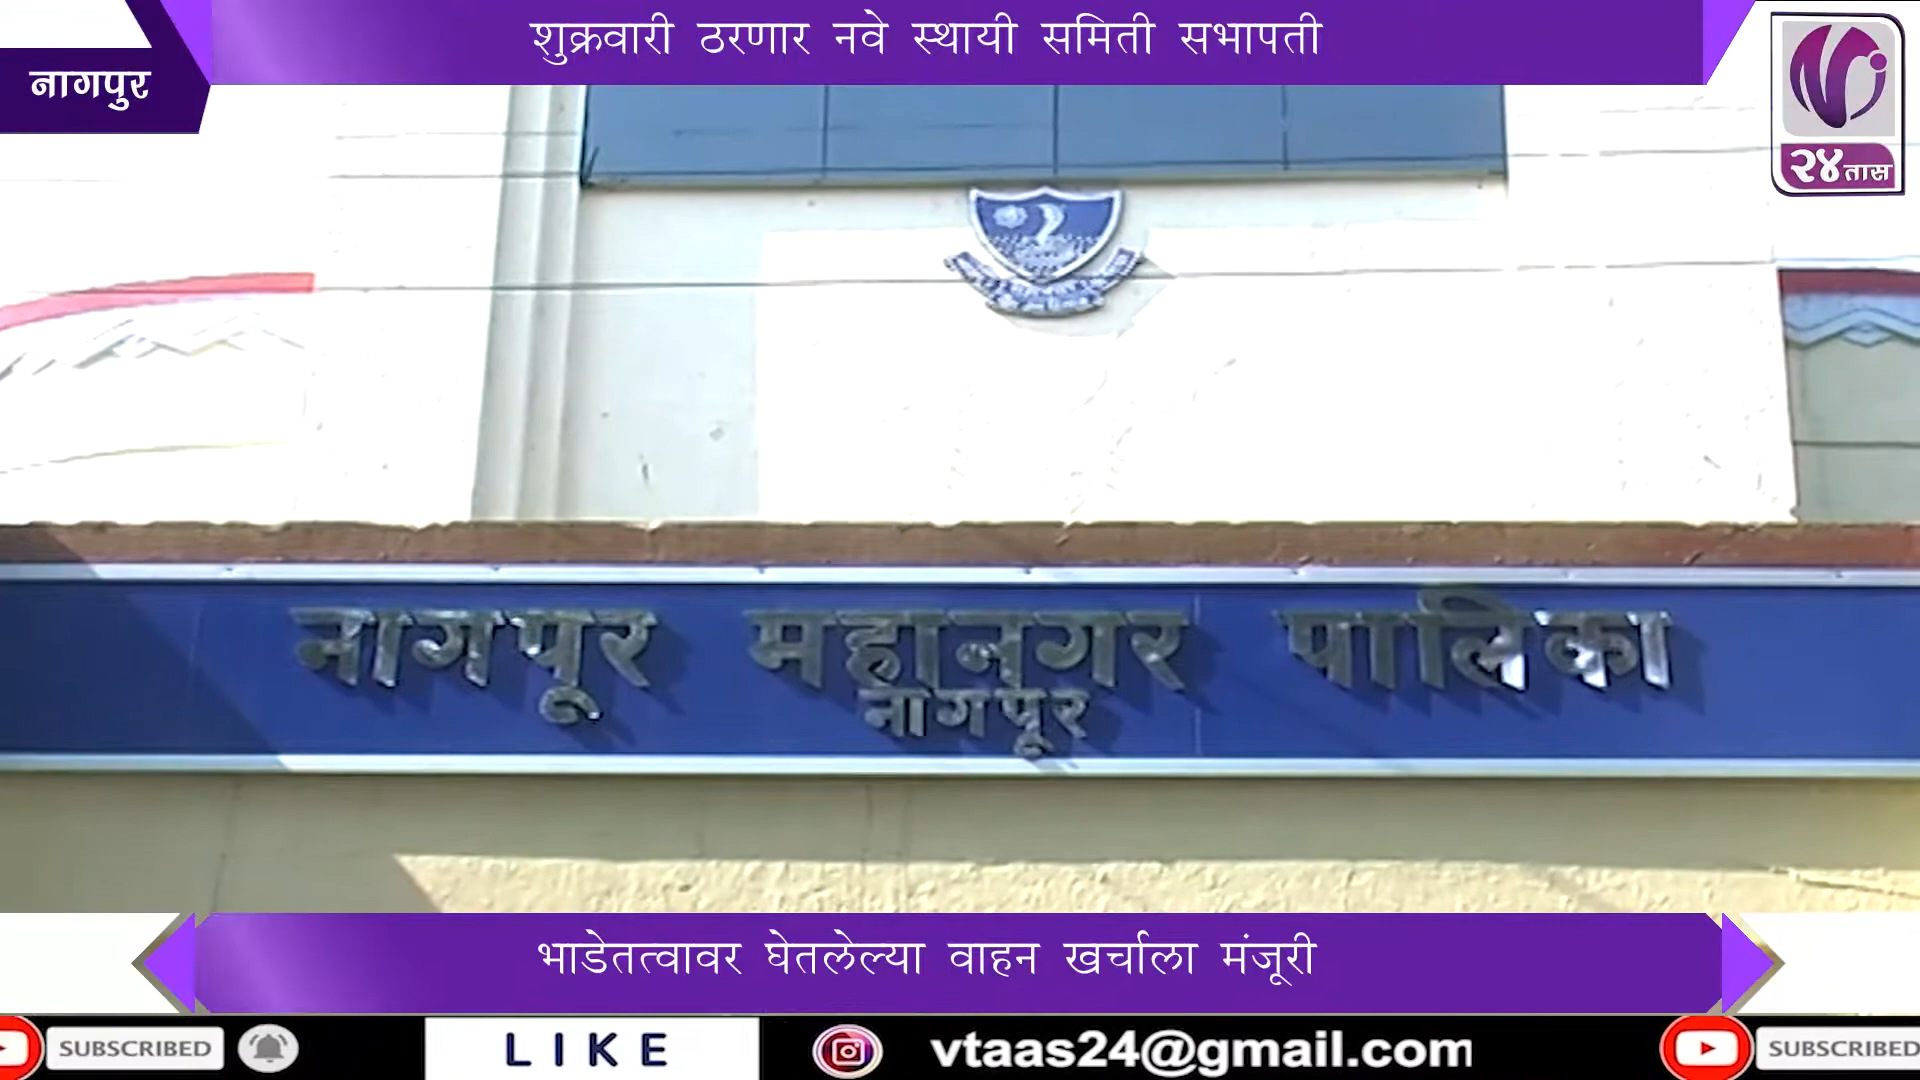 शुक्रवारी ठरणार नवे स्थायी समिती सभापती
नागपुर
२४तास
नागपूर महानगर पालिका
नागपूर
भाडेतत्वावर घेतलेल्या वाहन खर्चाला मंजूरी
SUBSCRIBED
LIKE
vtaas24@gmail.com
SUBSCRIBED